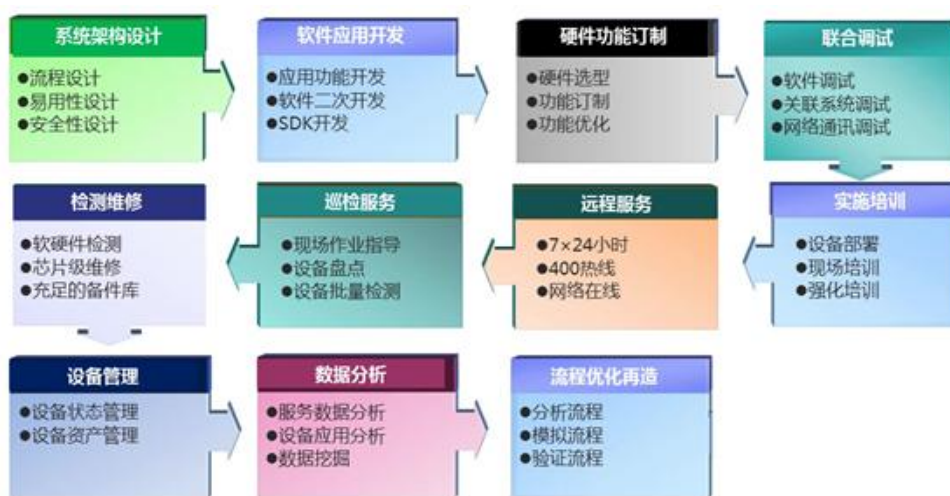 系统架构设计
●流程设计
●易用性设计
●安全性设计
软件应用开发
●应用功能开发
●软件二次开发
●SDK开发
硬件功能订制
●硬件选型
●功能订制
●功能优化
联合调试
●软件调试
●关联系统调试
●网络通讯调试
实施培训
●设备部署
●现场培训
●强化培训
远程服务
●7×24小时
●400热线
●网络在线
巡检服务
●现场作业指导
●设备盘点
●设备批量检测
检测维修
●软硬件检测
●芯片级维修
●充足的备件库
设备管理
●设备状态管理
●设备资产管理
数据分析
●服务数据分析
●设备应用分析
●数据挖掘
流程优化再造
●分析流程
●模拟流程
●验证流程